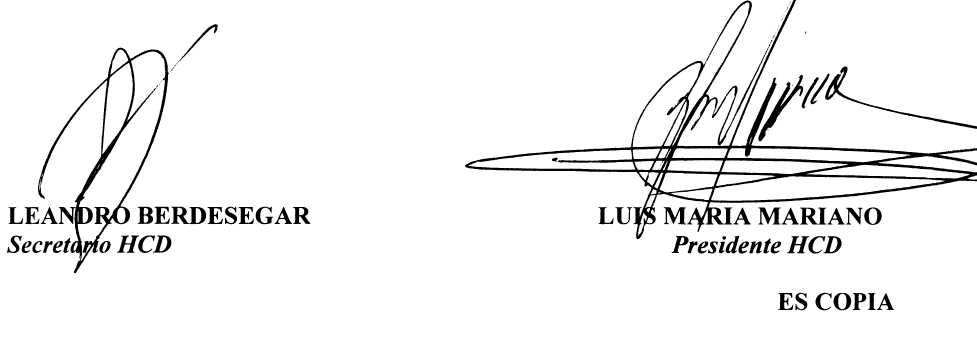 LEANDRO BERDESEGAR
Secretario HCD
LUIS MARIA MARIANO
Presidente HCD
ES COPIA